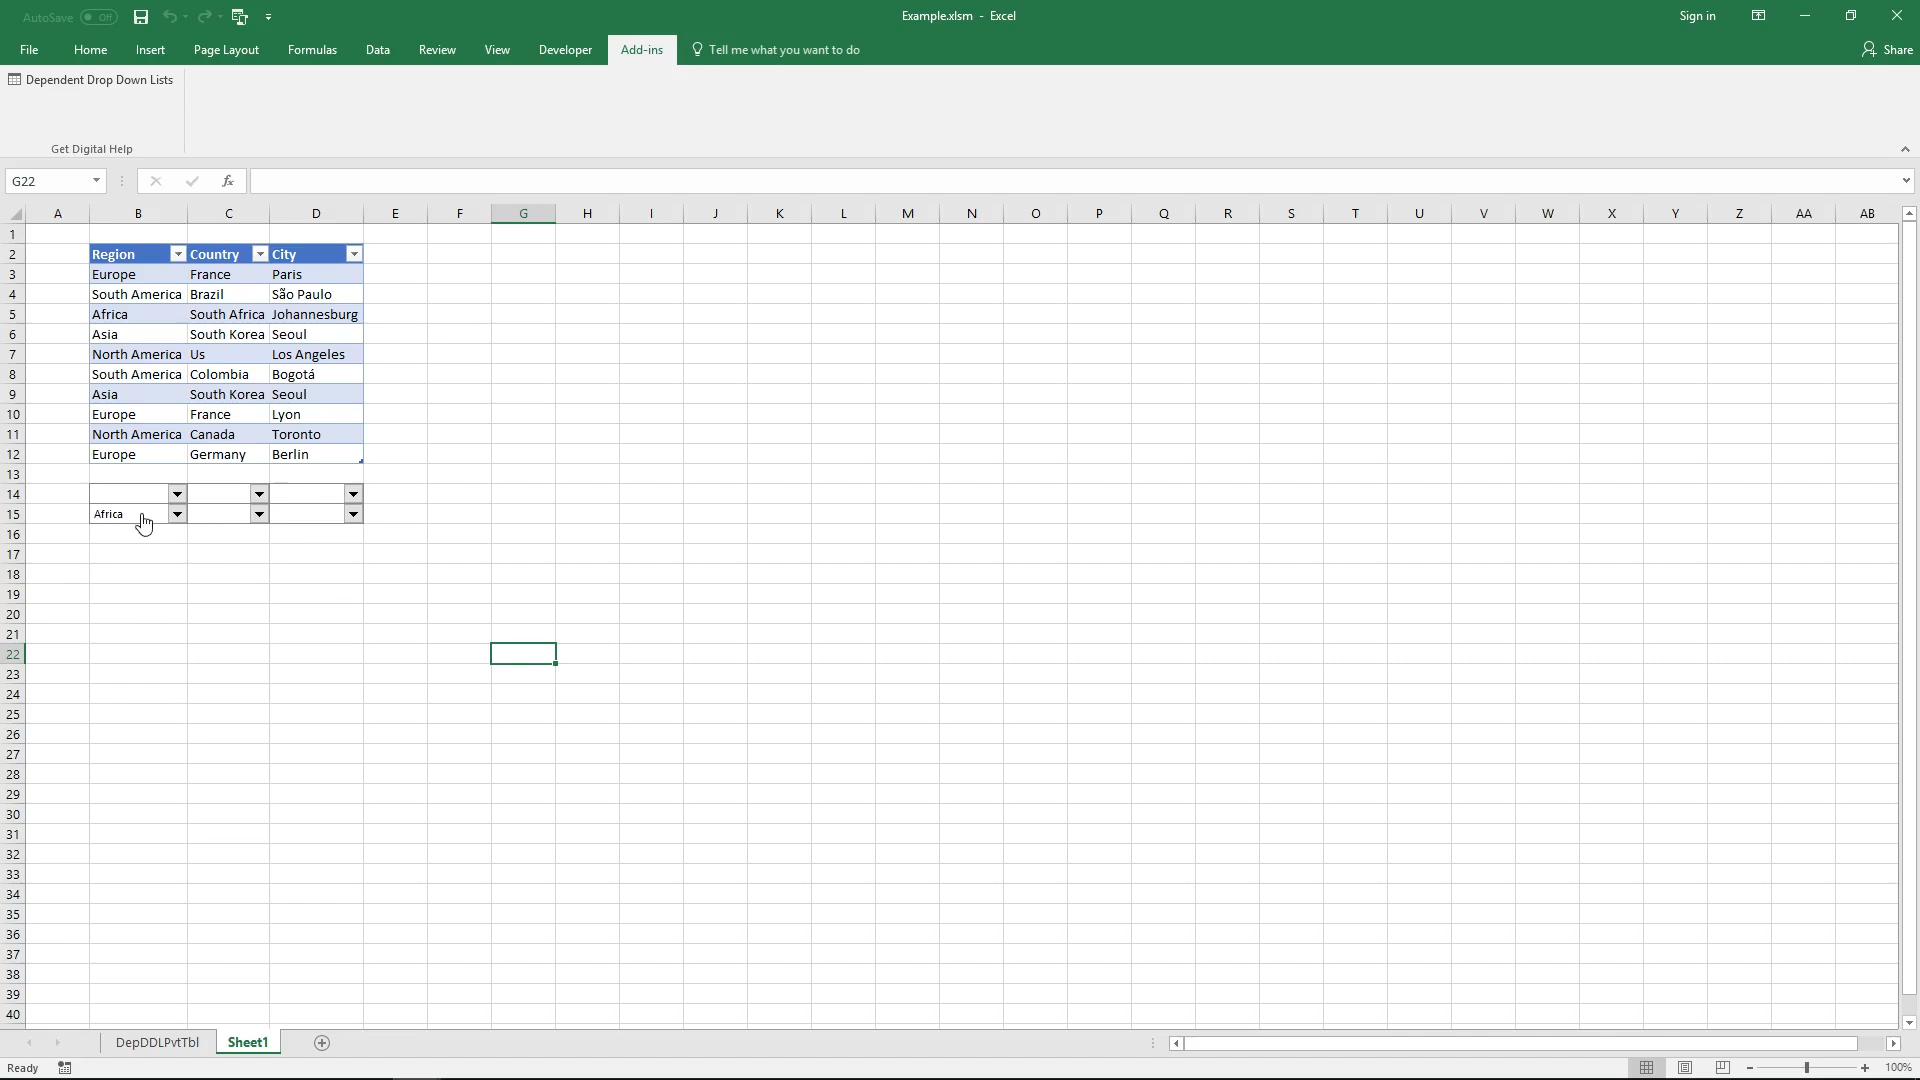 AutoSave Off
Example.xlsm - Excel
Sign in
File Home Insert Page Layout Formulas Data Review View Developer Add-ins Tell me what you want to do Share
Dependent Drop Down Lists
Get Digital Help
G22 fx
A B C D E F G H I J K L M N O P Q R S T U V W X Y Z AA AB
1
2 Region Country City
3 Europe France Paris
4 South America Brazil São Paulo
5 Africa South Africa Johannesburg
6 Asia South Korea Seoul
7 North America Us Los Angeles
8 South America Colombia Bogotá
9 Asia South Korea Seoul
10 Europe France Lyon
11 North America Canada Toronto
12 Europe Germany Berlin
13
14
15 Africa
16
17
18
19
20
21
22
23
24
25
26
27
28
29
30
31
32
33
34
35
36
37
38
39
40
DepDDLPvtTbl Sheet1
Ready 100%